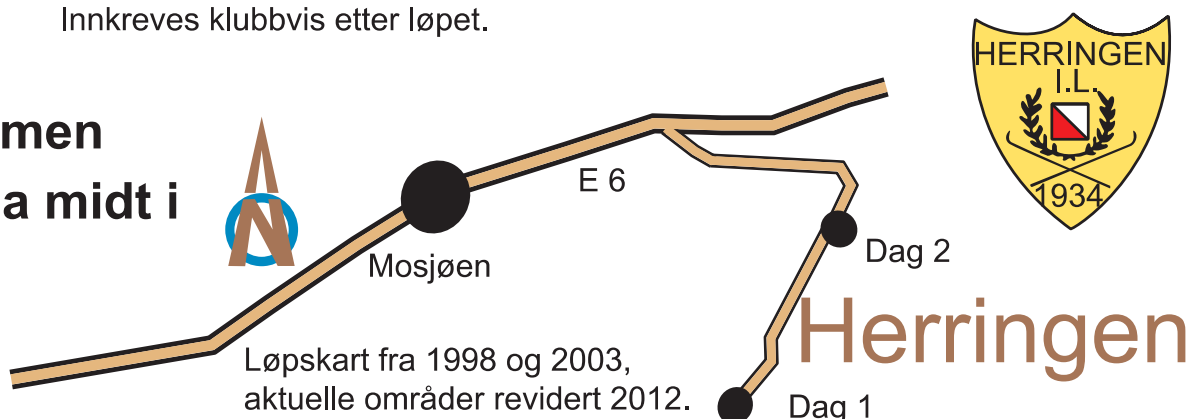 Innkreves klubbvis etter løpet.
men
a midt i
N
E 6
Mosjøen
Dag 2
Herringen
Løpskart fra 1998 og 2003,
aktuelle områder revidert 2012.
Dag 1
HERRINGEN
I.L.
1934